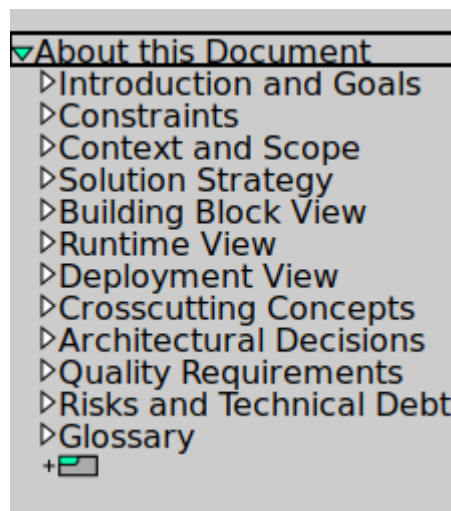 About this Document
Introduction and Goals
Constraints
Context and Scope
Solution Strategy
Building Block View
Runtime View
Deployment View
Crosscutting Concepts
Architectural Decisions
Quality Requirements
Risks and Technical Debt
Glossary
+